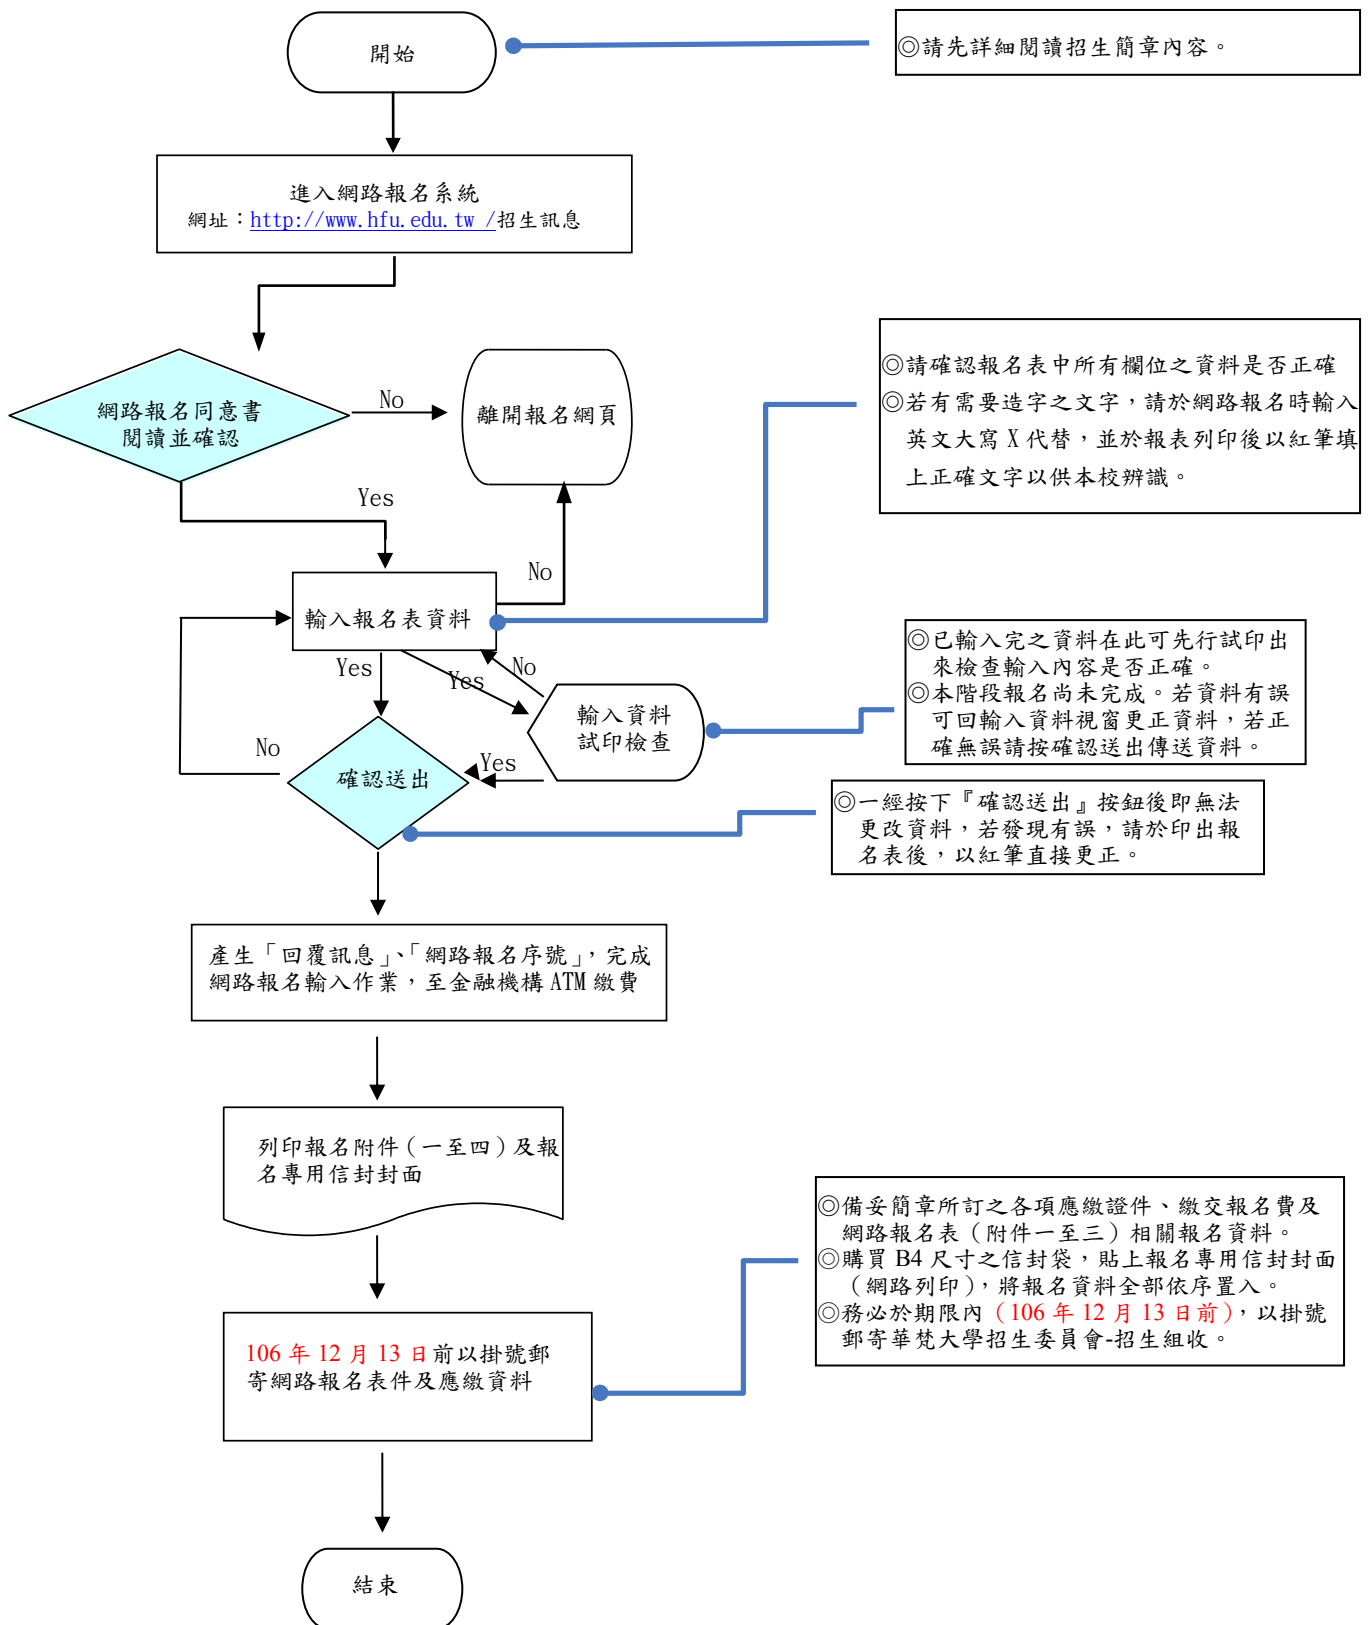 開始
◎請先詳細閱讀招生簡章內容。
進入網路報名系統
網址：http://www.hfu.edu.tw /招生訊息
網路報名同意書
閱讀並確認
No
離開報名網頁
◎請確認報名表中所有欄位之資料是否正確
◎若有需要造字之文字，請於網路報名時輸入
英文大寫 X 代替，並於報表列印後以紅筆填
上正確文字以供本校辨識。
Yes
No
輸入報名表資料
Yes
Yes
No
輸入資料
試印檢查
◎已輸入完之資料在此可先行試印出
來檢查輸入內容是否正確。
◎本階段報名尚未完成。若資料有誤
可回輸入資料視窗更正資料，若正
確無誤請按確認送出傳送資料。
No
確認送出
Yes
◎一經按下『確認送出』按鈕後即無法
更改資料，若發現有誤，請於印出報
名表後，以紅筆直接更正。
產生「回覆訊息」、「網路報名序號」，完成
網路報名輸入作業，至金融機構 ATM 繳費
列印報名附件（一至四）及報
名專用信封封面
◎備妥簡章所訂之各項應繳證件、繳交報名費及
網路報名表（附件一至三）相關報名資料。
◎購買 B4 尺寸之信封袋，貼上報名專用信封封面
（網路列印），將報名資料全部依序置入。
◎務必於期限內（106 年 12 月 13 日前），以掛號
郵寄華梵大學招生委員會-招生組收。
106 年 12 月 13 日前以掛號郵
寄網路報名表件及應繳資料
結束